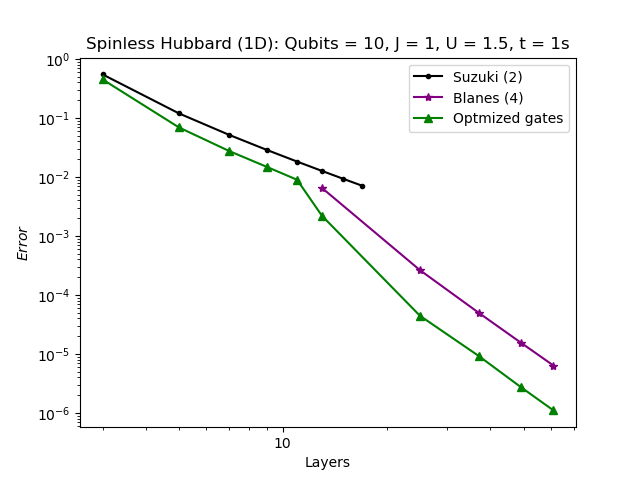 Spinless Hubbard (1D): Qubits = 10, J = 1, U = 1.5, t = 1s
Suzuki (2)
Blanes (4)
Optmized gates
Error
10⁰
10⁻¹
10⁻²
10⁻³
10⁻⁴
10⁻⁵
10⁻⁶
10
Layers